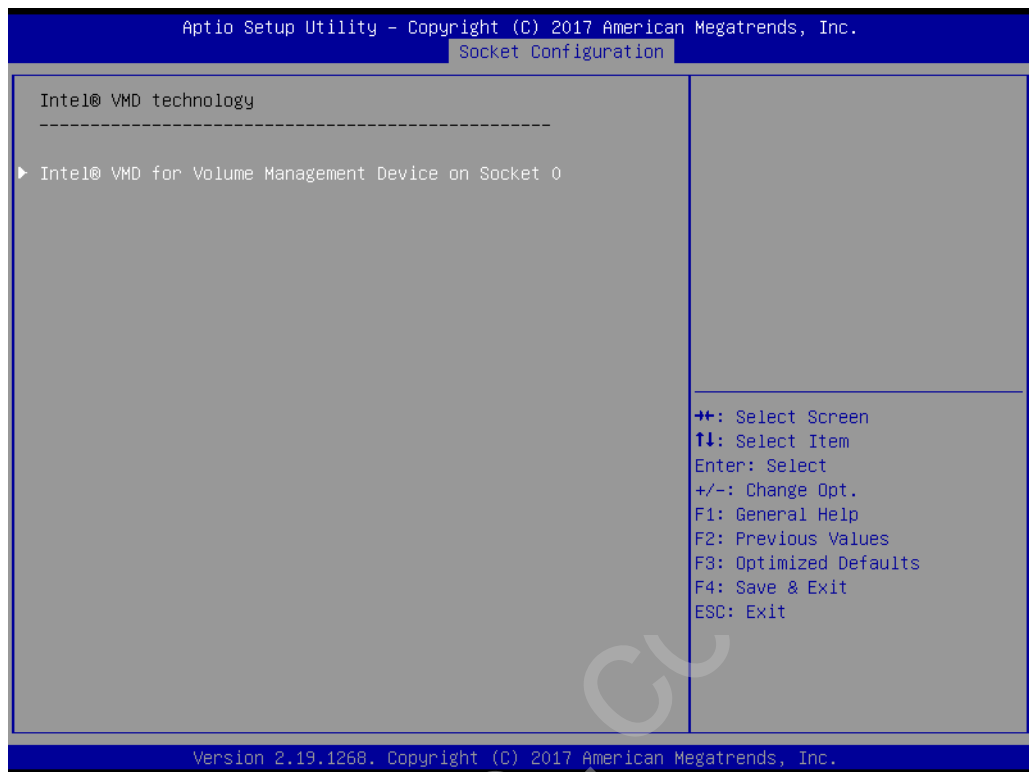 Aptio Setup Utility – Copyright (C) 2017 American Megatrends, Inc.
Socket Configuration
Intel® VMD technology
--------------------------------------------------
▶ Intel® VMD for Volume Management Device on Socket 0
→←: Select Screen
↑↓: Select Item
Enter: Select
+/-: Change Opt.
F1: General Help
F2: Previous Values
F3: Optimized Defaults
F4: Save & Exit
ESC: Exit
Version 2.19.1268. Copyright (C) 2017 American Megatrends, Inc.